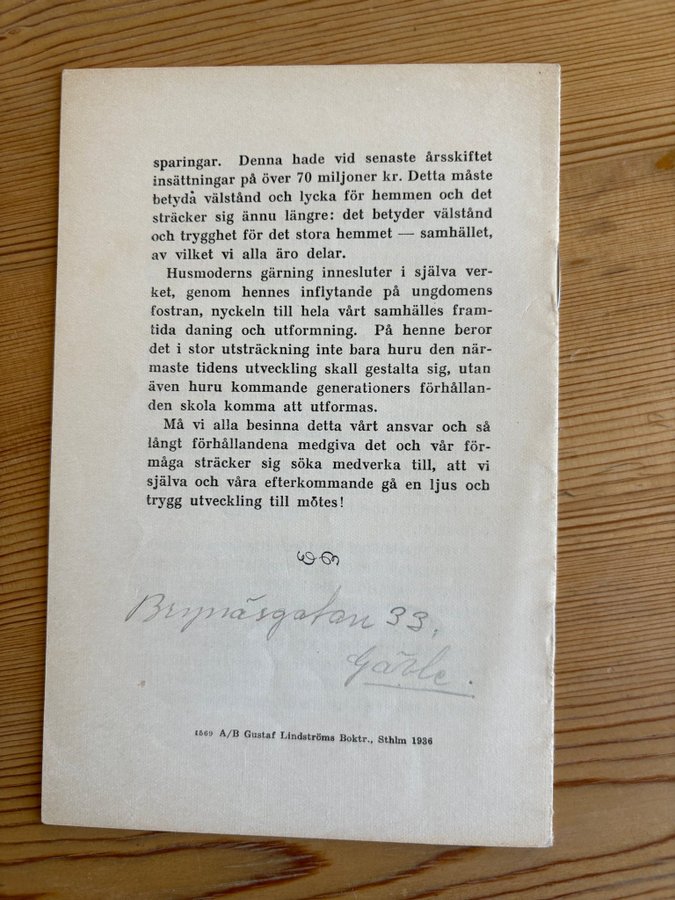 sparingar. Denna hade vid senaste årsskiftet
insättningar på över 70 miljoner kr. Detta måste
betyda välstånd och lycka för hemmen och det
sträcker sig ännu längre: det betyder välstånd
och trygghet för det stora hemmet — samhället,
av vilket vi alla äro delar.
Husmoderns gärning innesluter i själva ver-
ket, genom hennes inflytande på ungdomens
fostran, nyckeln till hela vårt samhälles fram-
tida daning och utformning. På henne beror
det i stor utsträckning inte bara huru den när-
maste tidens utveckling skall gestalta sig, utan
även huru kommande generationers förhållan-
den skola komma att utformas.
Må vi alla besinna detta vårt ansvar och så
långt förhållandena medgiva det och vår för-
måga sträcker sig söka medverka till, att vi
själva och våra efterkommande gå en ljus och
trygg utveckling till mötes!
Brynäsgatan 33,
Gävle.
1569 A/B Gustaf Lindströms Boktr., Sthlm 1936